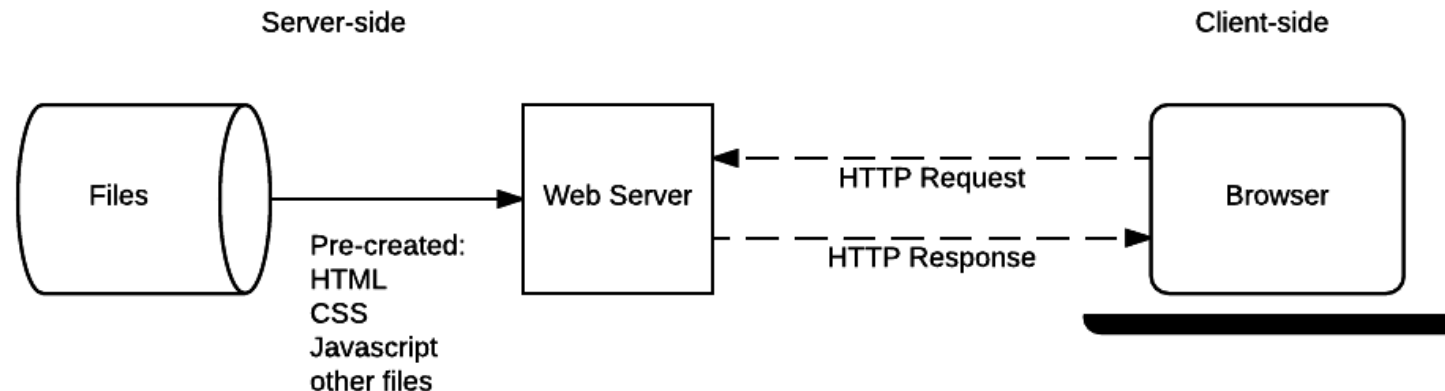 Server-side
Client-side
Files
Web Server
HTTP Request
Browser
Pre-created:
HTML
CSS
Javascript
other files
HTTP Response